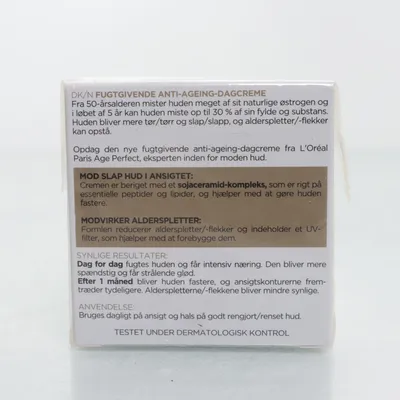 DK/N FUGTGIVENDE ANTI-AGEING-DAGCREME
Fra 50-årsalderen mister huden meget af sit naturlige østrogen og
i løbet af 5 år kan huden miste op til 30 % af sin fylde og substans.
Huden bliver mere tør/tørr og slap/slapp, og alderspletter/-flekker
kan opstå.
Opdag den nye fugtgivende anti-ageing-dagcreme fra L'Oréal
Paris Age Perfect, eksperten inden for moden hud.
MOD SLAP HUD I ANSIGTET:
Cremen er beriget med et sojaceramid-kompleks, som er rigt på
essentielle peptider og lipider, og hjælper med at gøre huden
fastere.
MODVIRKER ALDERSPLETTER:
Formlen reducerer alderspletter/-flekker og indeholder et UV-
filter, som hjælper med at forebygge dem.
SYNLIGE RESULTATER:
Dag for dag fugtes huden og får intensiv næring. Den bliver mere
spændstig og får strålende glød.
Efter 1 måned bliver huden fastere, og ansigtskonturerne frem-
træder tydeligere. Alderspletterne/-flekkene bliver mindre synlige.
ANVENDELSE:
Bruges dagligt på ansigt og hals på godt rengjort/renset hud.
TESTET UNDER DERMATOLOGISK KONTROL